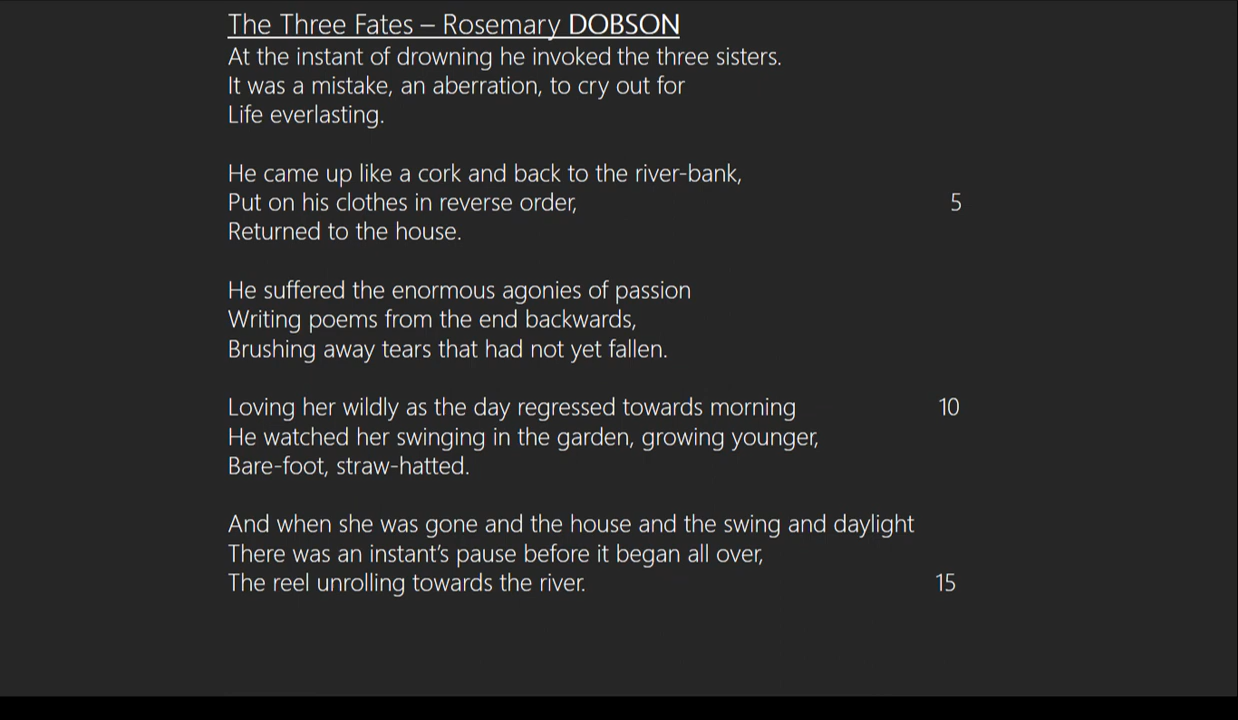 The Three Fates – Rosemary DOBSON
At the instant of drowning he invoked the three sisters.
It was a mistake, an aberration, to cry out for
Life everlasting.
He came up like a cork and back to the river-bank,
Put on his clothes in reverse order, 5
Returned to the house.
He suffered the enormous agonies of passion
Writing poems from the end backwards,
Brushing away tears that had not yet fallen.
Loving her wildly as the day regressed towards morning 10
He watched her swinging in the garden, growing younger,
Bare-foot, straw-hatted.
And when she was gone and the house and the swing and daylight
There was an instant’s pause before it began all over,
The reel unrolling towards the river. 15